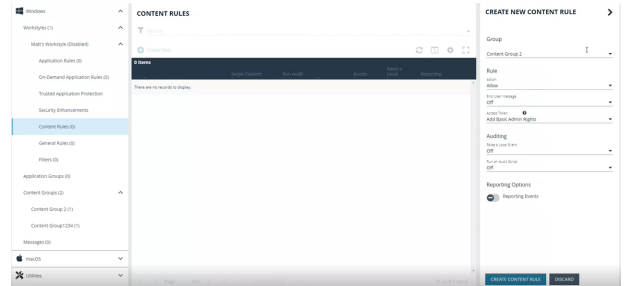 Windows
Workstyles (1)
Matt's Workstyle (Disabled)
Application Rules (0)
On-Demand Application Rules (0)
Trusted Application Protection
Security Enhancements
Content Rules (0)
General Rules (0)
Filters (0)
Application Groups (0)
Content Groups (2)
Content Group 2 (1)
Content Group1234 (1)
Messages (0)
macOS
Utilities
CONTENT RULES
0 items
Target Content
Reporting
There are no records to display.
Page
CREATE NEW CONTENT RULE
Group
Content Group 2
Rule
Action
Allow
End User Message
Off
Access Token
Add Basic Admin Rights
Auditing
Raise a Local Event
Off
Run an Audit Script
Off
Reporting Options
Reporting Events
CREATE CONTENT RULE DISCARD